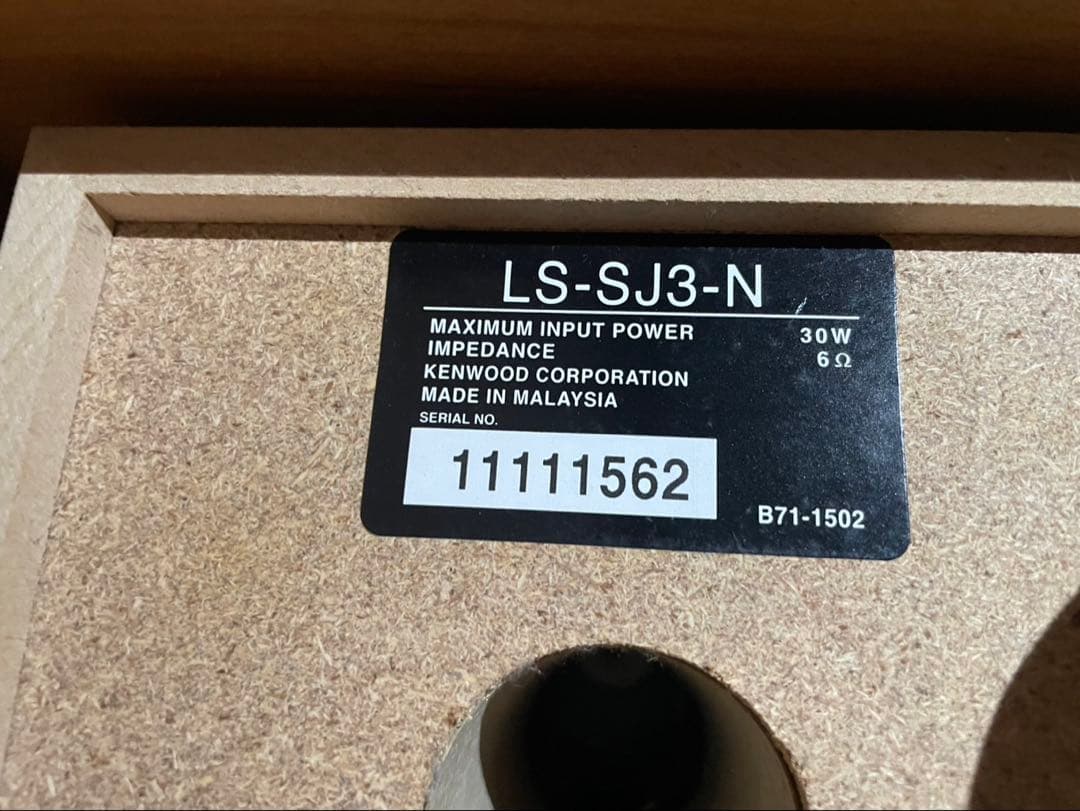 LS-SJ3-N
MAXIMUM INPUT POWER 30W
IMPEDANCE 6Ω
KENWOOD CORPORATION
MADE IN MALAYSIA
SERIAL NO.
11111562
B71-1502